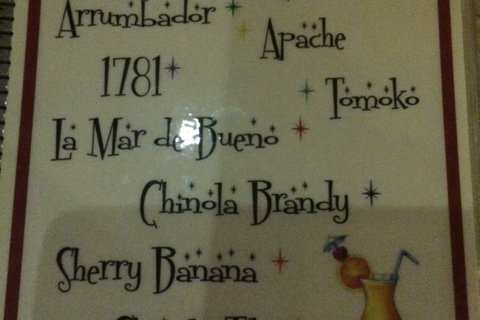 Arrumbador
Apache
1781
Tomoko
La Mar de Bueno
Chinola Brandy
Sherry Banana